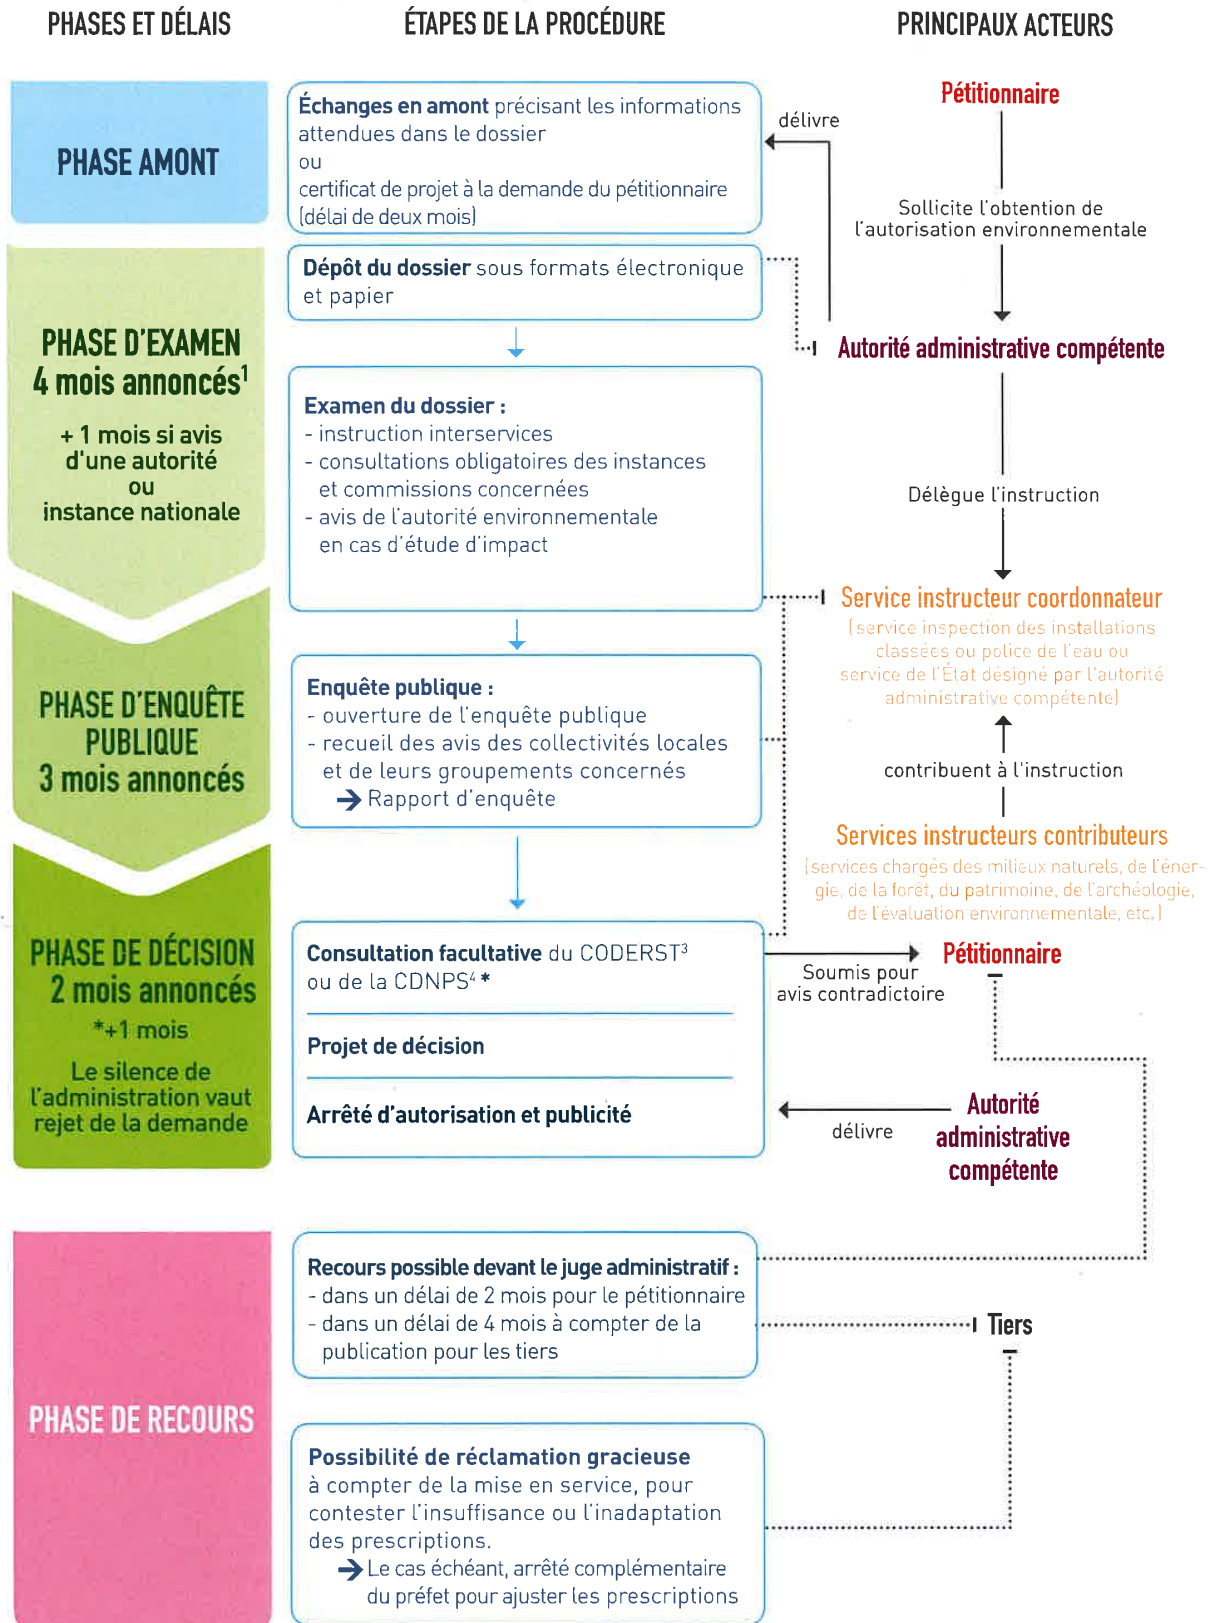 PHASES ET DÉLAIS
ÉTAPES DE LA PROCÉDURE
PRINCIPAUX ACTEURS
PHASE AMONT
Échanges en amont précisant les informations
attendues dans le dossier
ou
certificat de projet à la demande du pétitionnaire
(délai de deux mois)
délivre
Pétitionnaire
Sollicite l'obtention de
l'autorisation environnementale
PHASE D'EXAMEN
4 mois annoncés¹
+ 1 mois si avis
d'une autorité
ou
instance nationale
Dépôt du dossier sous formats électronique
et papier
Autorité administrative compétente
Examen du dossier :
- instruction interservices
- consultations obligatoires des instances
et commissions concernées
- avis de l'autorité environnementale
en cas d'étude d'impact
Délègue l'instruction
Service instructeur coordonnateur
(service inspection des installations
classées ou police de l'eau ou
service de l'État désigné par l'autorité
administrative compétente)
PHASE D'ENQUÊTE
PUBLIQUE
3 mois annoncés
Enquête publique :
- ouverture de l'enquête publique
- recueil des avis des collectivités locales
et de leurs groupements concernés
→ Rapport d'enquête
contribuent à l'instruction
Services instructeurs contributeurs
(services chargés des milieux naturels, de l'éner-
gie, de la forêt, du patrimoine, de l'archéologie,
de l'évaluation environnementale, etc.)
PHASE DE DÉCISION
2 mois annoncés
*+1 mois
Le silence de
l'administration vaut
rejet de la demande
Consultation facultative du CODERST³
ou de la CDNPS⁴ *
Projet de décision
Arrêté d'autorisation et publicité
Soumis pour
avis contradictoire
Pétitionnaire
délivre
Autorité
administrative
compétente
PHASE DE RECOURS
Recours possible devant le juge administratif :
- dans un délai de 2 mois pour le pétitionnaire
- dans un délai de 4 mois à compter de la
publication pour les tiers
Tiers
Possibilité de réclamation gracieuse
à compter de la mise en service, pour
contester l'insuffisance ou l'inadaptation
des prescriptions.
→ Le cas échéant, arrêté complémentaire
du préfet pour ajuster les prescriptions